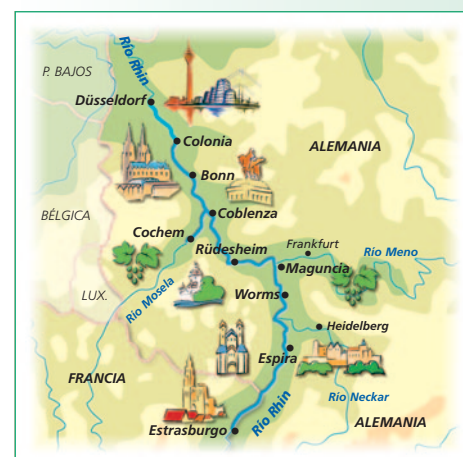 Río Rhin
P. BAJOS
Düsseldorf
Colonia
ALEMANIA
Bonn
BÉLGICA
Coblenza
Cochem
Rüdesheim
Frankfurt
Río Meno
Maguncia
LUX.
Río Mosela
Worms
Heidelberg
Espira
FRANCIA
Río Neckar
Río Rhin
ALEMANIA
Estrasburgo